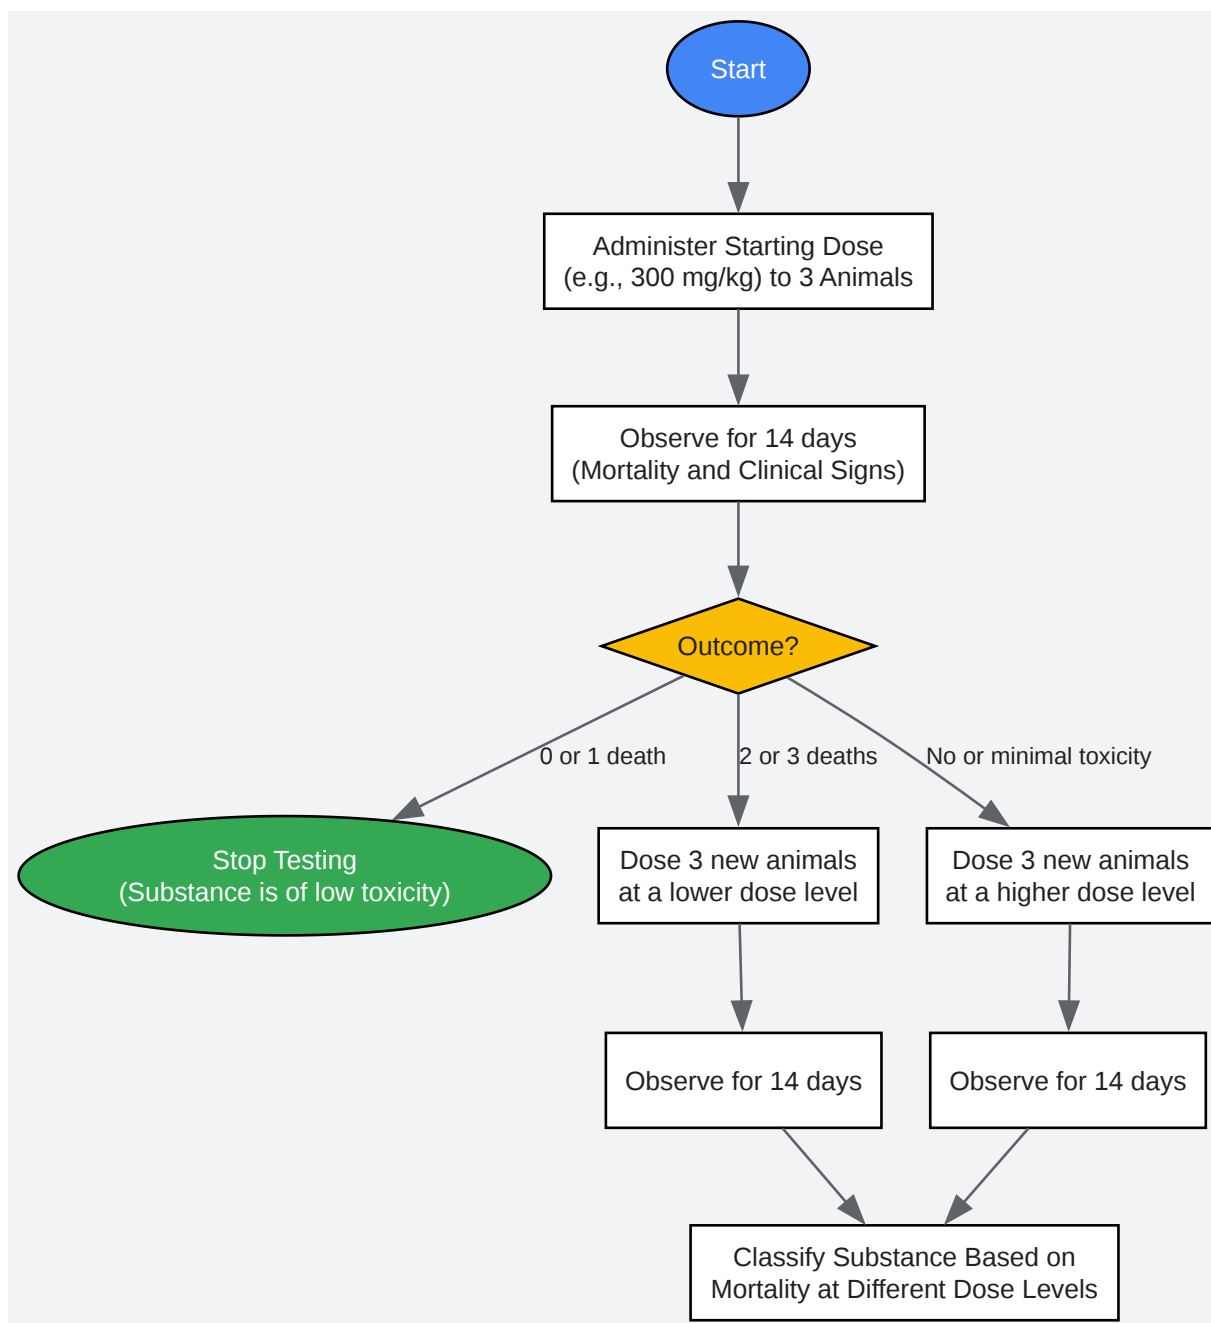 Start
Administer Starting Dose
(e.g., 300 mg/kg) to 3 Animals
Observe for 14 days
(Mortality and Clinical Signs)
Outcome?
0 or 1 death
2 or 3 deaths
No or minimal toxicity
Stop Testing
(Substance is of low toxicity)
Dose 3 new animals
at a lower dose level
Dose 3 new animals
at a higher dose level
Observe for 14 days
Observe for 14 days
Classify Substance Based on
Mortality at Different Dose Levels